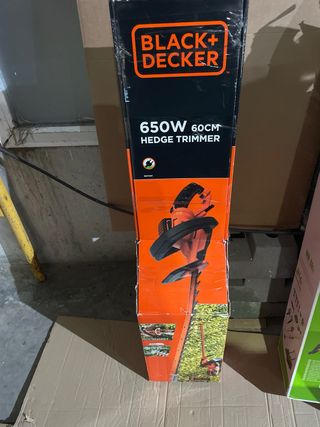 BLACK+
DECKER
650W 60CM
HEDGE TRIMMER